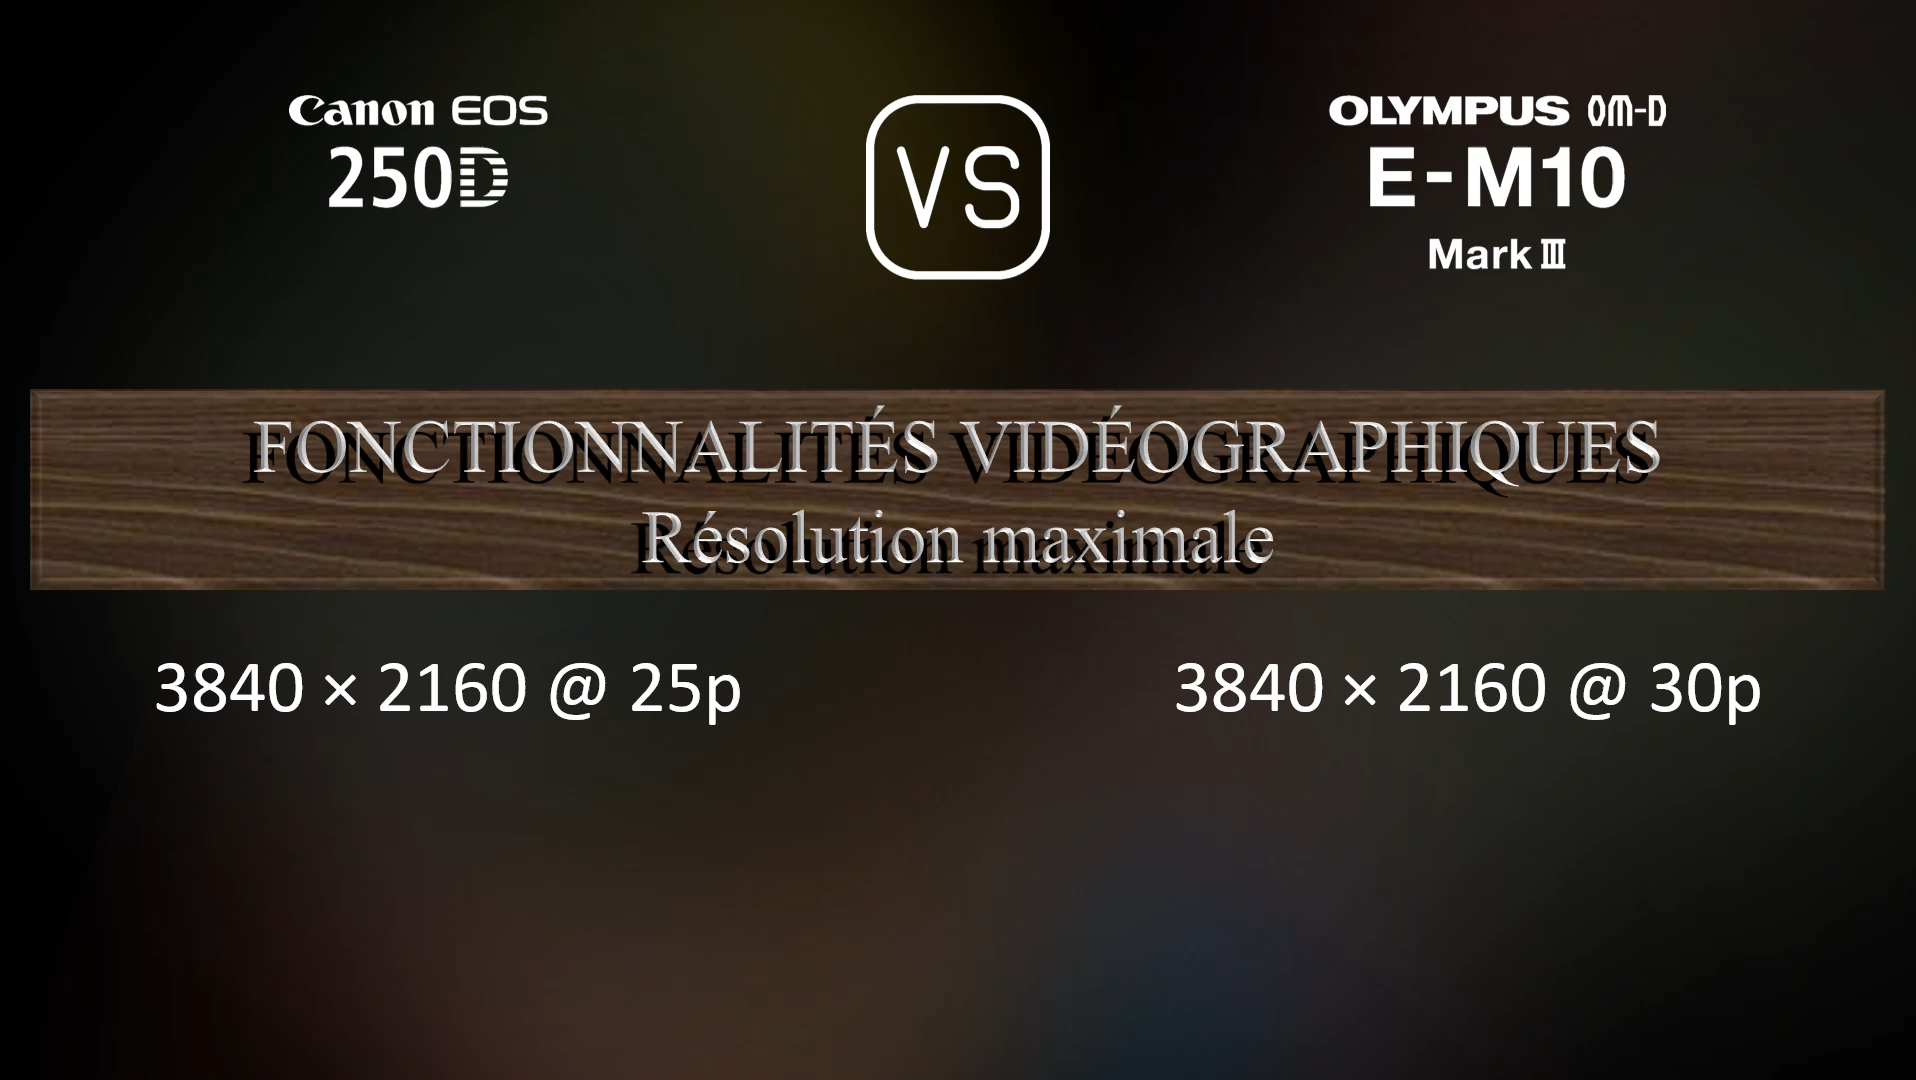 Canon EOS
250D
VS
OLYMPUS OM-D
E-M10
Mark III
FONCTIONNALITÉS VIDÉOGRAPHIQUES
Résolution maximale
3840 × 2160 @ 25p
3840 × 2160 @ 30p